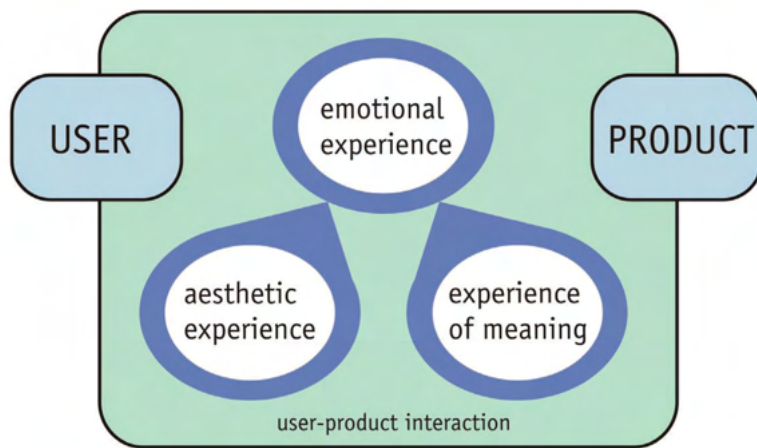 USER
emotional
experience
PRODUCT
aesthetic
experience
experience
of meaning
user-product interaction